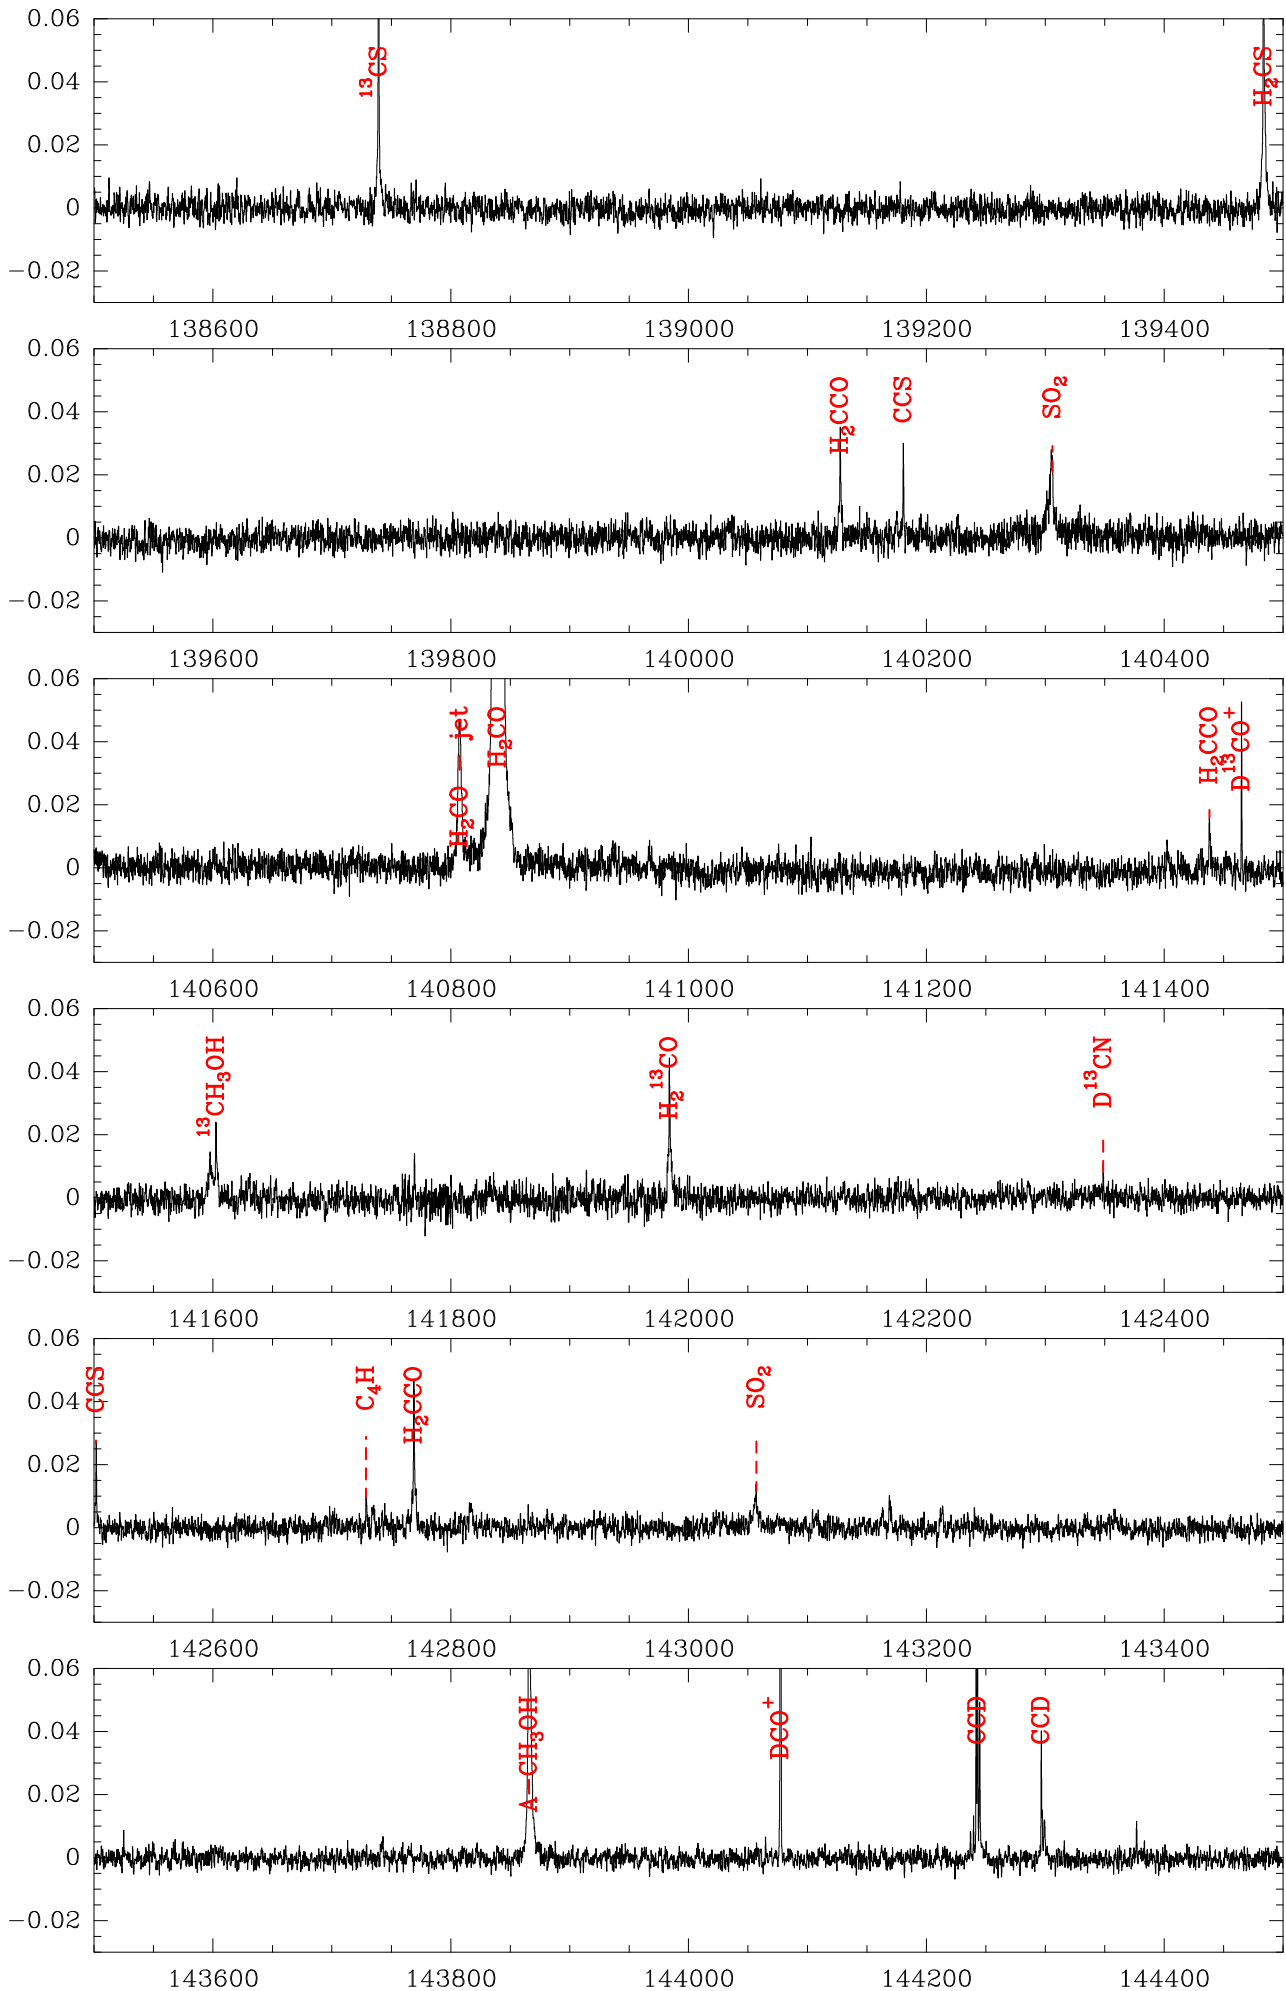 0.06
0.04
0.02
0
−0.02
¹³CS
H₂CS
138600 138800 139000 139200 139400
0.06
0.04
0.02
0
−0.02
H₂CCO
CCS
SO₂
139600 139800 140000 140200 140400
0.06
0.04
0.02
0
−0.02
H₂CO jet
H₂CO
H₂CCO
D¹³CO⁺
140600 140800 141000 141200 141400
0.06
0.04
0.02
0
−0.02
¹³CH₃OH
H₂¹³CO
D¹³CN
141600 141800 142000 142200 142400
0.06
0.04
0.02
0
−0.02
CCS
C₄H
H₂CCO
SO₂
142600 142800 143000 143200 143400
0.06
0.04
0.02
0
−0.02
A−CH₃OH
DCO⁺
CCD
CCD
143600 143800 144000 144200 144400